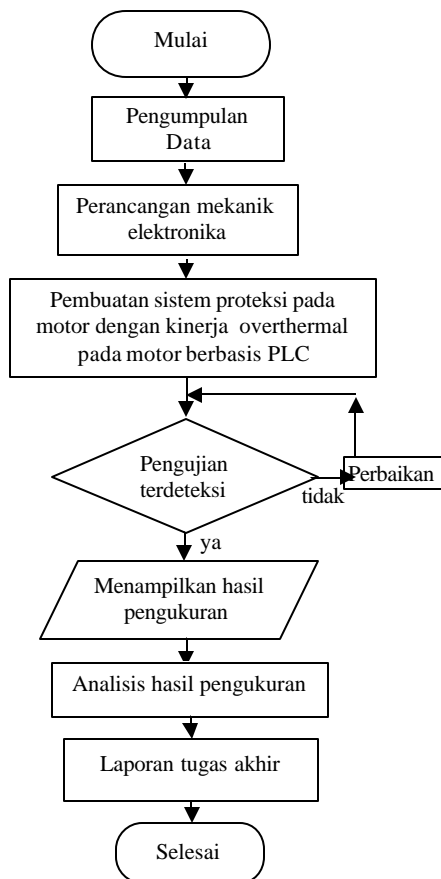 Mulai
Pengumpulan
Data
Perancangan mekanik
elektronika
Pembuatan sistem proteksi pada
motor dengan kinerja overthermal
pada motor berbasis PLC
Pengujian
terdeteksi
tidak
Perbaikan
ya
Menampilkan hasil
pengukuran
Analisis hasil pengukuran
Laporan tugas akhir
Selesai